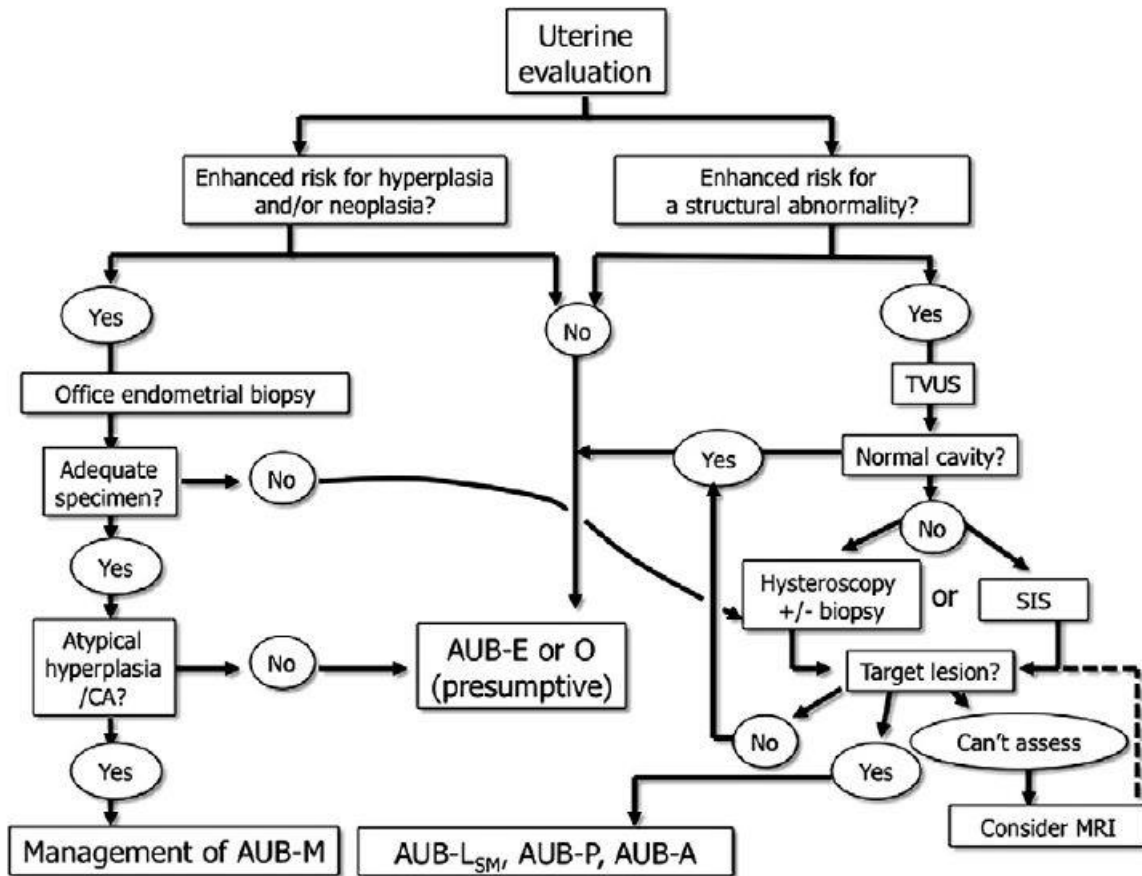 Uterine
evaluation
Enhanced risk for hyperplasia
and/or neoplasia?
Enhanced risk for
a structural abnormality?
Yes
No
Yes
Office endometrial biopsy
TVUS
Adequate
specimen?
No
Yes
Normal cavity?
No
Yes
Hysteroscopy
+/- biopsy
or
SIS
Atypical
hyperplasia
/CA?
No
AUB-E or O
(presumptive)
Target lesion?
No
Yes
Can't assess
Yes
Management of AUB-M
AUB-LSM, AUB-P, AUB-A
Consider MRI